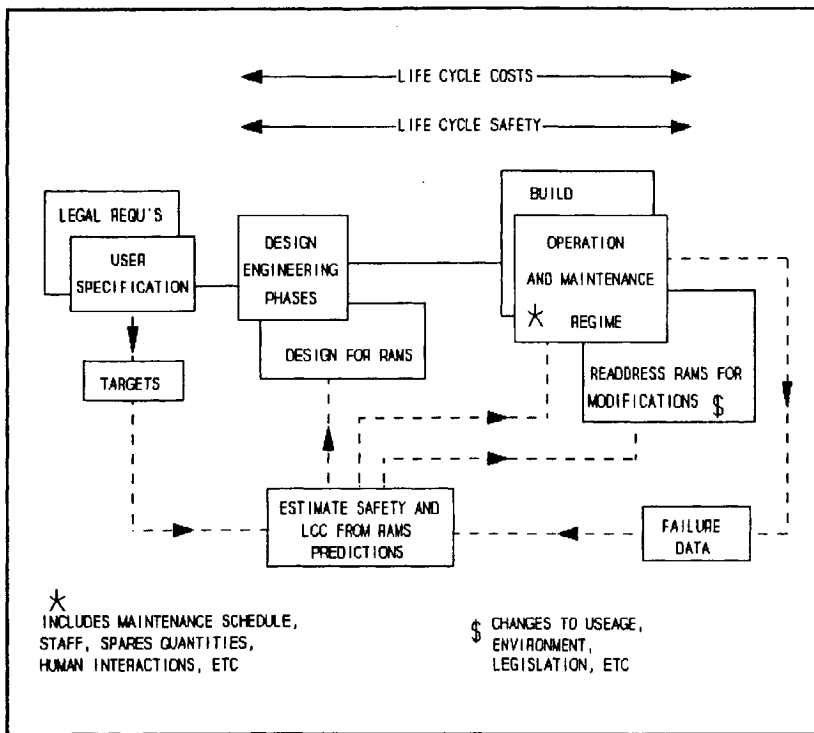 LIFE CYCLE COSTS
LIFE CYCLE SAFETY
LEGAL REQU'S
USER
SPECIFICATION
DESIGN
ENGINEERING
PHASES
BUILD
OPERATION
AND MAINTENANCE
* REGIME
TARGETS
DESIGN FOR RAMS
READDRESS RAMS FOR
MODIFICATIONS $
ESTIMATE SAFETY AND
LCC FROM RAMS
PREDICTIONS
FAILURE
DATA
*
INCLUDES MAINTENANCE SCHEDULE,
STAFF, SPARES QUANTITIES,
HUMAN INTERACTIONS, ETC
$ CHANGES TO USEAGE,
ENVIRONMENT,
LEGISLATION, ETC